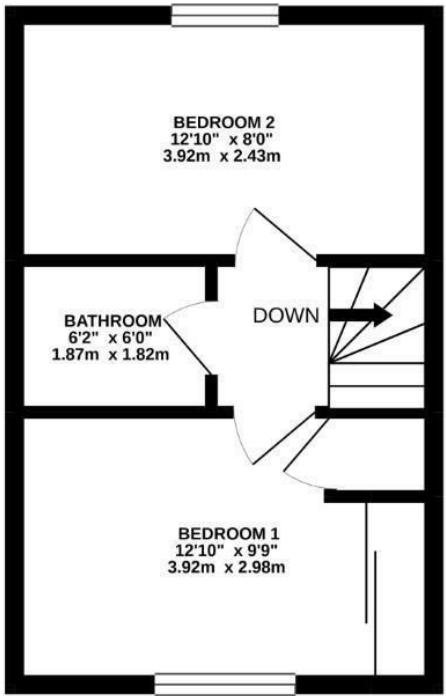 BEDROOM 2
12'10" x 8'0"
3.92m x 2.43m
DOWN
BATHROOM
6'2" x 6'0"
1.87m x 1.82m
BEDROOM 1
12'10" x 9'9"
3.92m x 2.98m